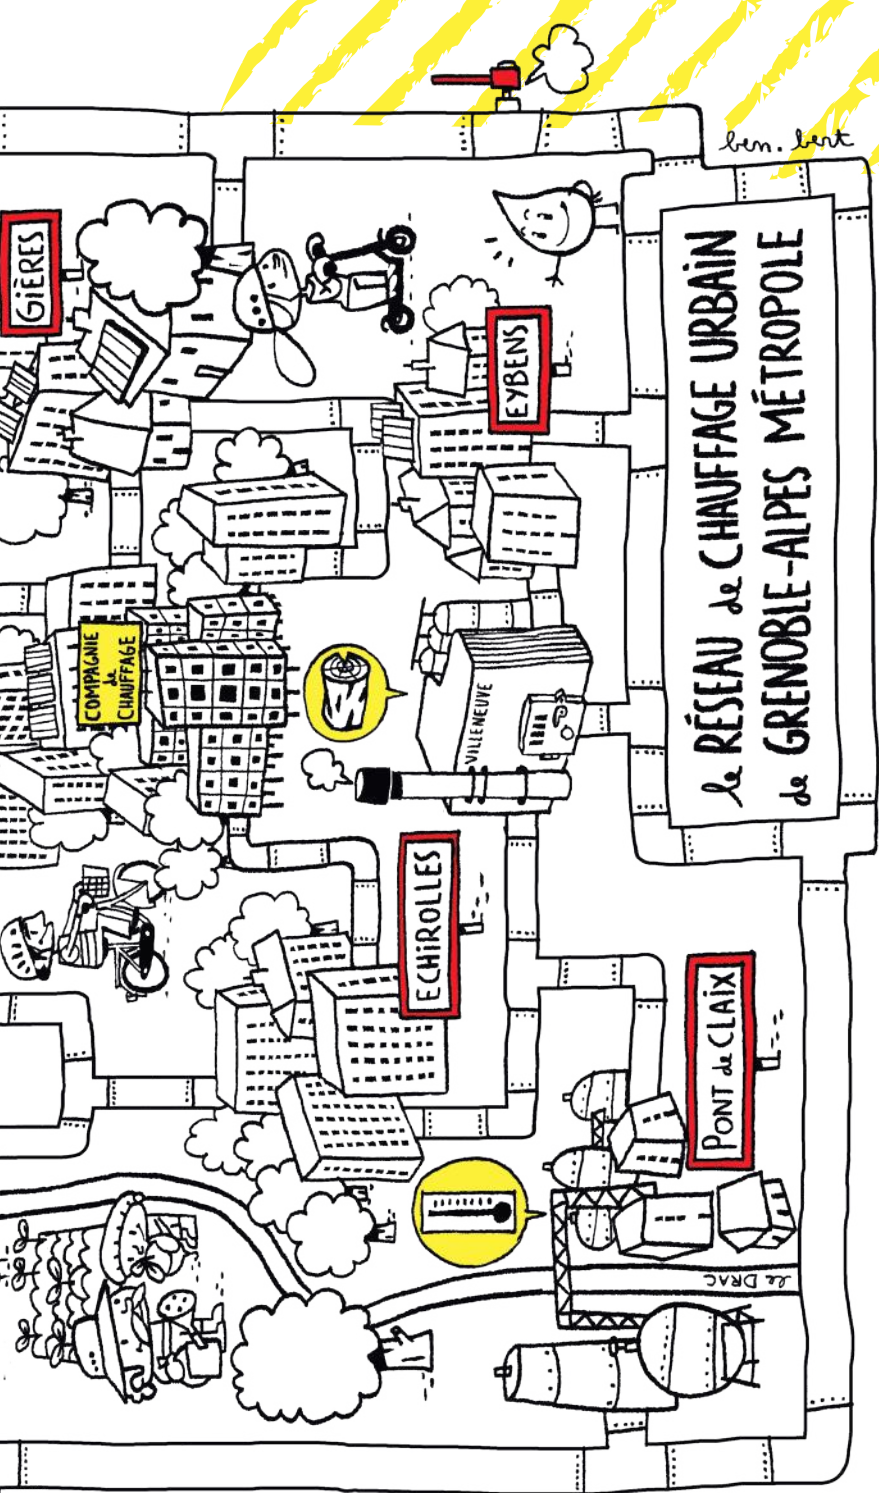 le RÉSEAU de CHAUFFAGE URBAIN
de GRENOBLE-ALPES MÉTROPOLE
ben.bert
GIÈRES
EYBENS
COMPAGNIE
de
CHAUFFAGE
VILLENEUVE
ECHIROLLES
PONT de CLAIX
le DRAC